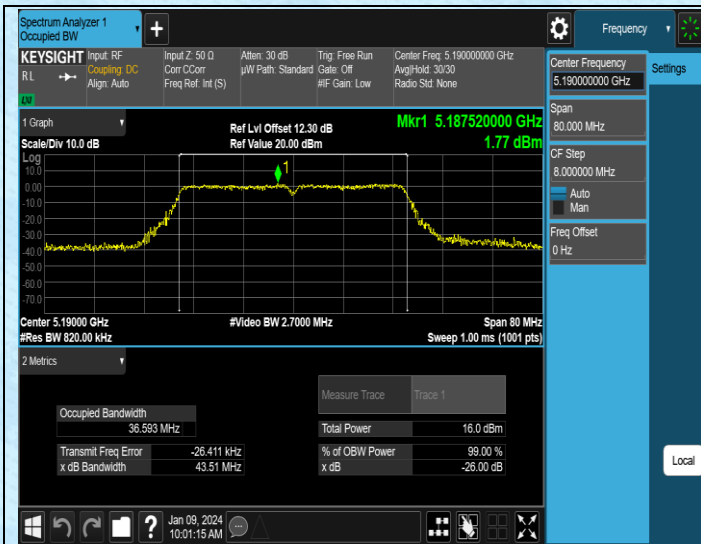 Spectrum Analyzer 1
Occupied BW
Frequency
KEYSIGHT
Input: RF
Coupling: DC
Align: Auto
Input Z: 50 Ω
Corr CCorr
Freq Ref: Int (S)
Atten: 30 dB
µW Path: Standard
Trig: Free Run
Gate: Off
#IF Gain: Low
Center Freq: 5.190000000 GHz
Avg|Hold: 30/30
Radio Std: None
RL
LXI
Center Frequency
5.190000000 GHz
Settings
Span
80.000 MHz
CF Step
8.000000 MHz
Auto
Man
Freq Offset
0 Hz
1 Graph
Scale/Div 10.0 dB
Ref Lvl Offset 12.30 dB
Ref Value 20.00 dBm
Mkr1 5.187520000 GHz
1.77 dBm
Log
1
10.0
0.00
-10.0
-20.0
-30.0
-40.0
-50.0
-60.0
-70.0
Center 5.19000 GHz
#Res BW 820.00 kHz
#Video BW 2.7000 MHz
Span 80 MHz
Sweep 1.00 ms (1001 pts)
2 Metrics
Measure Trace Trace 1
Occupied Bandwidth
36.593 MHz
Total Power 16.0 dBm
Transmit Freq Error -26.411 kHz
x dB Bandwidth 43.51 MHz
% of OBW Power 99.00 %
x dB -26.00 dB
Local
?
Jan 09, 2024
10:01:15 AM